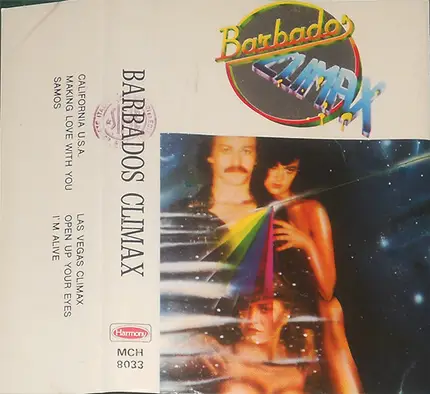 Barbados
CLIMAX
BARBADOS CLIMAX
CALIFORNIA U.S.A.
MAKING LOVE WITH YOU
SAMOS
LAS VEGAS CLIMAX
OPEN UP YOUR EYES
I'M ALIVE
Harmony
MCH
8033